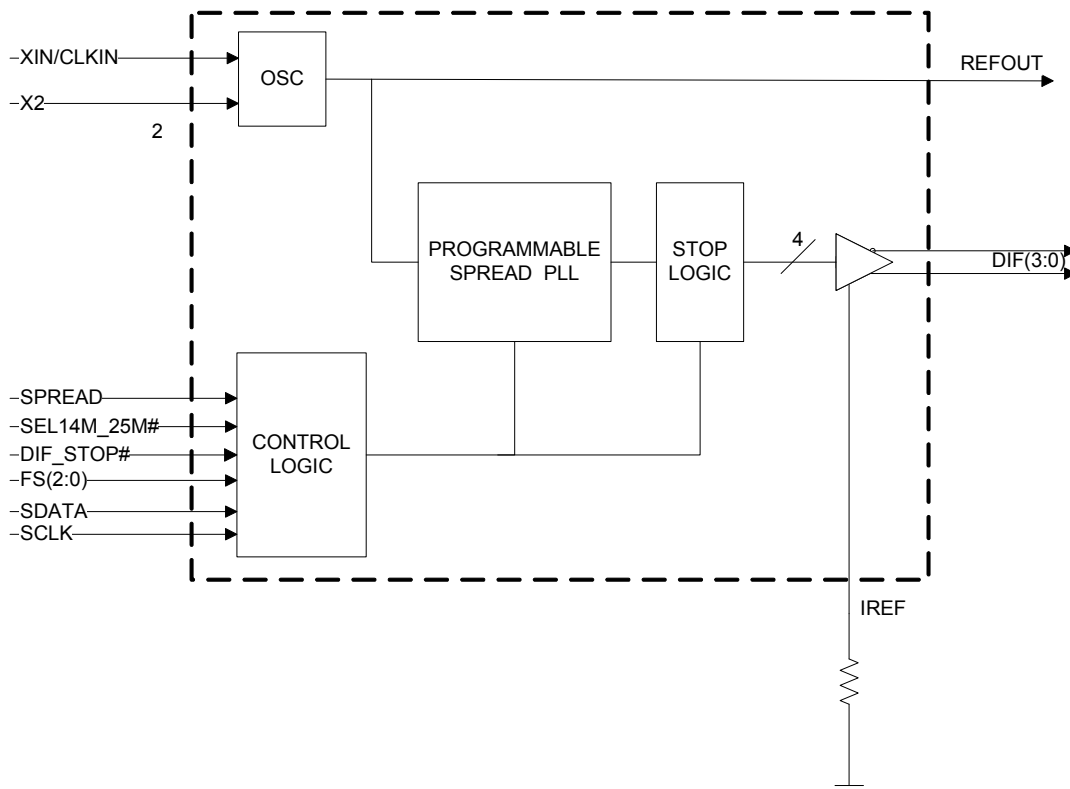 XIN/CLKIN
X2
2
OSC
REFOUT
PROGRAMMABLE
SPREAD PLL
STOP
LOGIC
4
DIF(3:0)
SPREAD
SEL14M_25M#
DIF_STOP#
FS(2:0)
SDATA
SCLK
CONTROL
LOGIC
IREF